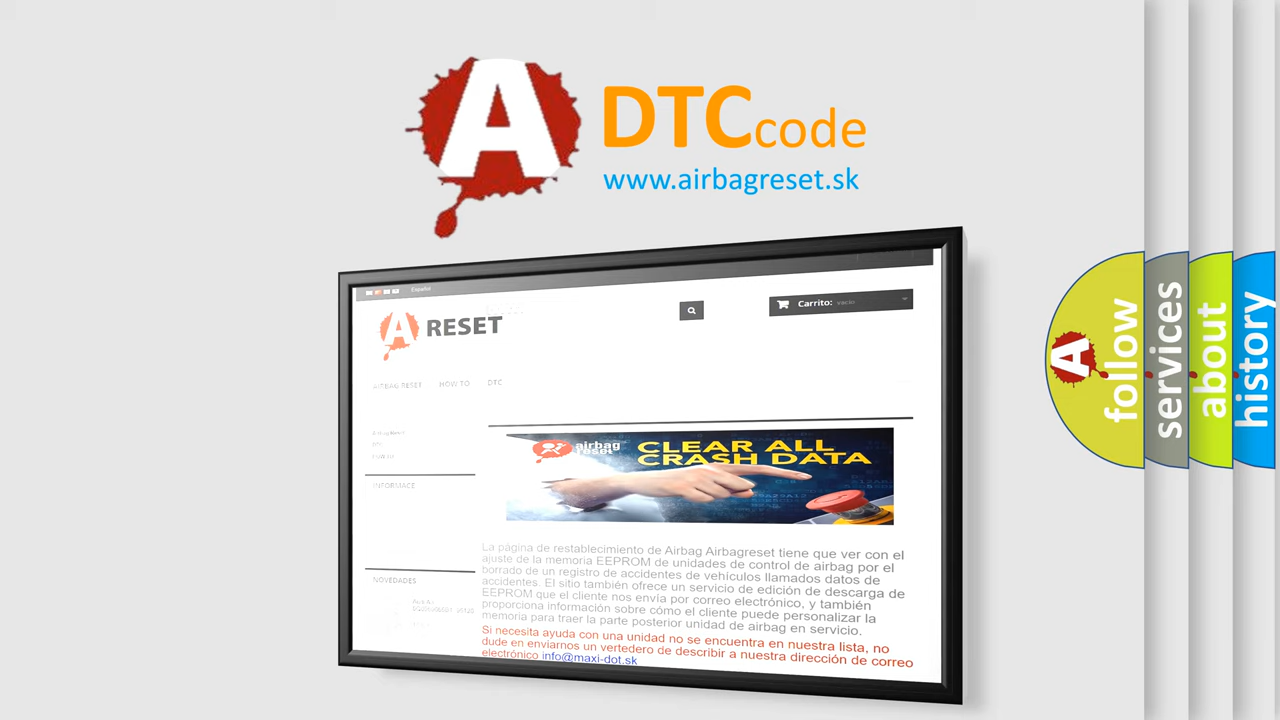 A DTCcode
www.airbagreset.sk
Español
A RESET
Carrito: vacío
AIRBAG RESET HOW TO DTC
airbag
reset
CLEAR ALL
CRASH DATA
INFORMACE
La página de restablecimiento de Airbag Airbagreset tiene que ver con el
ajuste de la memoria EEPROM de unidades de control de airbag por el
borrado de un registro de accidentes de vehículos llamados datos de
accidentes. El sitio también ofrece un servicio de edición de descarga de
EEPROM que el cliente nos envía por correo electrónico, y también
proporciona información sobre cómo el cliente puede personalizar la
memoria para traer la parte posterior unidad de airbag en servicio.
NOVEDADES
Si necesita ayuda con una unidad no se encuentra en nuestra lista, no
dude en enviarnos un vertedero de describir a nuestra dirección de correo
electrónico info@maxi-dot.sk
A
follow
services
about
history